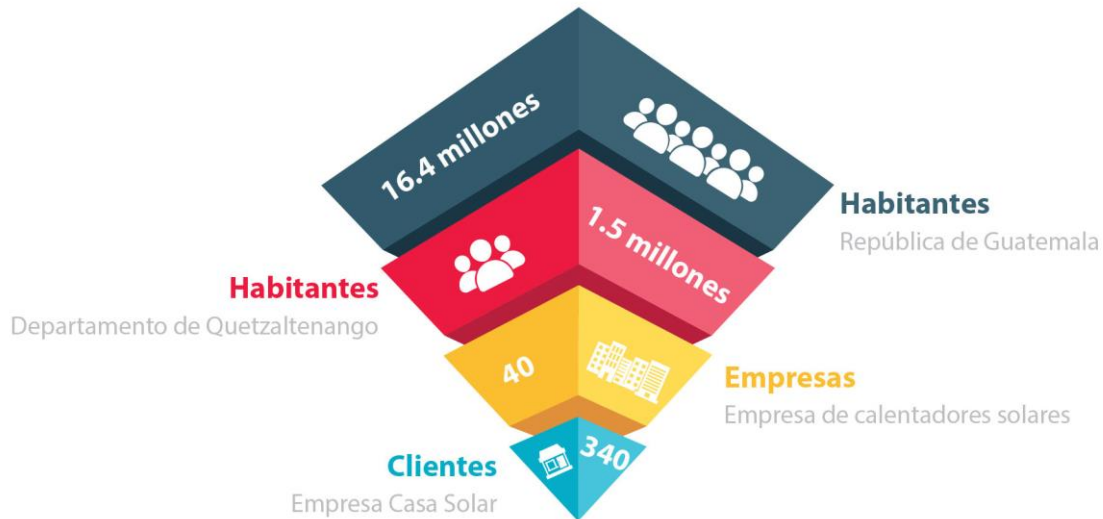 16.4 millones
Habitantes
República de Guatemala
1.5 millones
Habitantes
Departamento de Quetzaltenango
40
Empresas
Empresa de calentadores solares
340
Clientes
Empresa Casa Solar